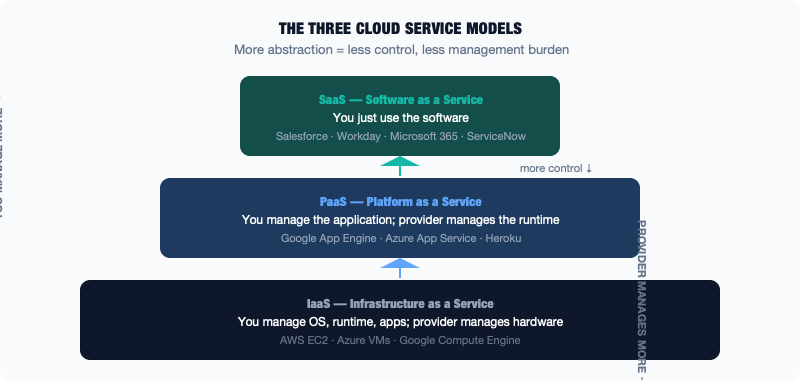 THE THREE CLOUD SERVICE MODELS
More abstraction = less control, less management burden
SaaS — Software as a Service
You just use the software
Salesforce · Workday · Microsoft 365 · ServiceNow
more control ↓
PaaS — Platform as a Service
You manage the application; provider manages the runtime
Google App Engine · Azure App Service · Heroku
IaaS — Infrastructure as a Service
You manage OS, runtime, apps; provider manages hardware
AWS EC2 · Azure VMs · Google Compute Engine
PROVIDER MANAGES MORE